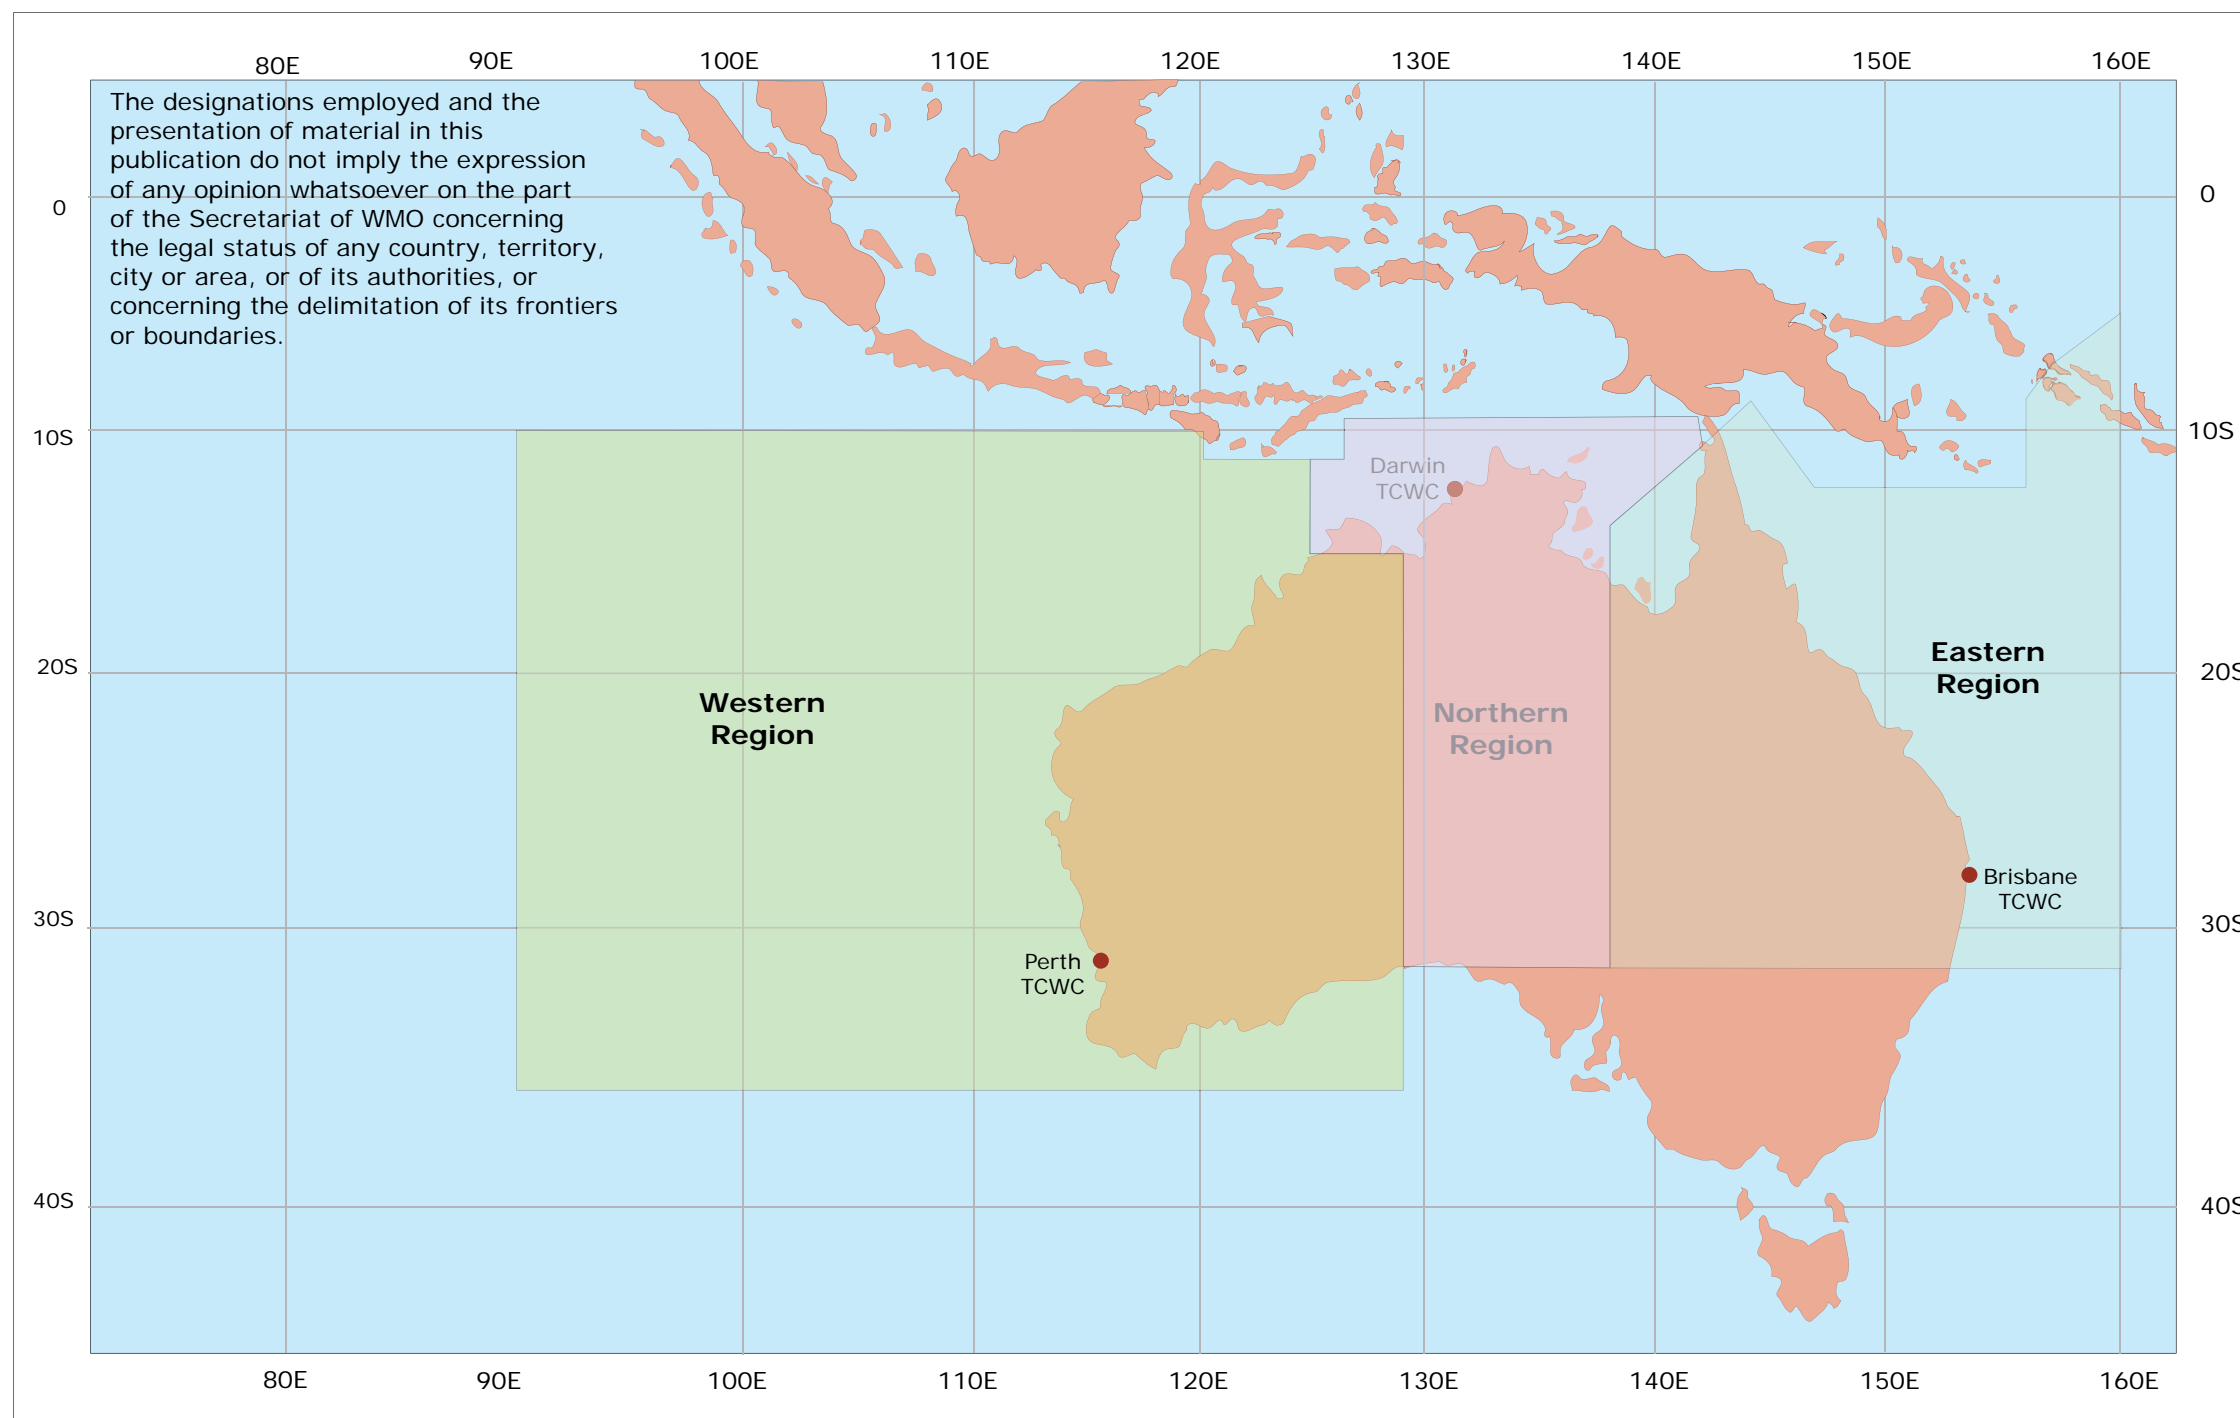 80E
90E
100E
110E
120E
130E
140E
150E
160E
The designations employed and the
presentation of material in this
publication do not imply the expression
of any opinion whatsoever on the part
of the Secretariat of WMO concerning
the legal status of any country, territory,
city or area, or of its authorities, or
concerning the delimitation of its frontiers
or boundaries.
0
0
10S
10S
Darwin
TCWC
20S
20S
Eastern
Region
Western
Region
Northern
Region
Brisbane
TCWC
30S
30S
Perth
TCWC
40S
40S
80E
90E
100E
110E
120E
130E
140E
150E
160E